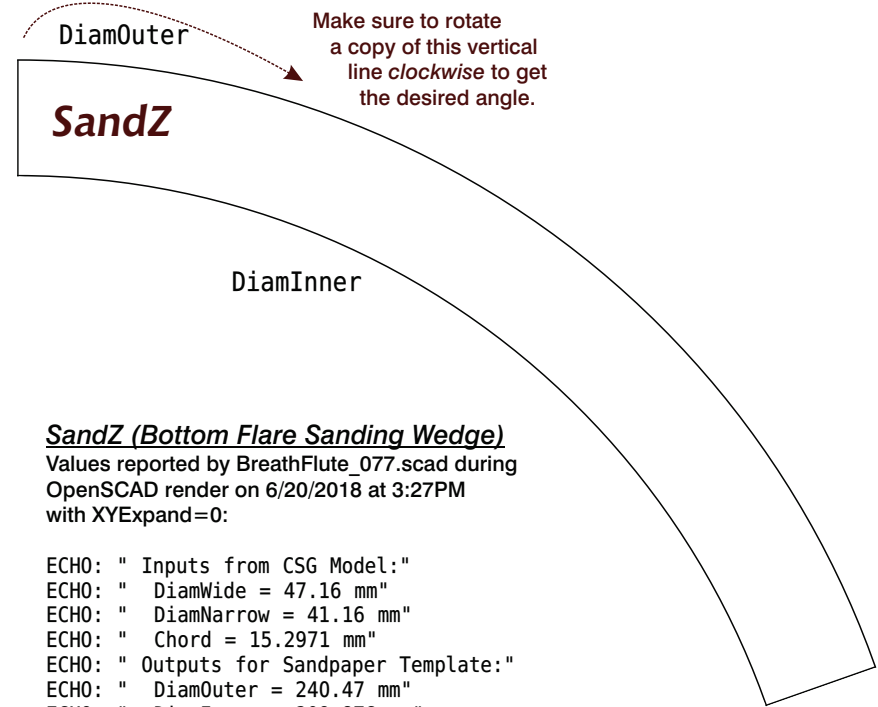 DiamOuter
Make sure to rotate
a copy of this vertical
line clockwise to get
the desired angle.
SandZ
DiamInner
SandZ (Bottom Flare Sanding Wedge)
Values reported by BreathFlute_077.scad during
OpenSCAD render on 6/20/2018 at 3:27PM
with XYExpand=0:
ECHO: " Inputs from CSG Model:"
ECHO: "  DiamWide = 47.16 mm"
ECHO: "  DiamNarrow = 41.16 mm"
ECHO: "  Chord = 15.2971 mm"
ECHO: " Outputs for Sandpaper Template:"
ECHO: "  DiamOuter = 240.47 mm"